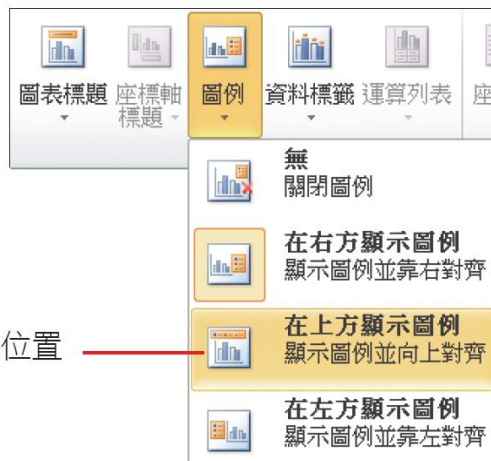 圖表標題 座標軸標題 圖例 資料標籤 運算列表 座
無
關閉圖例
在右方顯示圖例
顯示圖例並靠右對齊
位置
在上方顯示圖例
顯示圖例並向上對齊
在左方顯示圖例
顯示圖例並靠左對齊